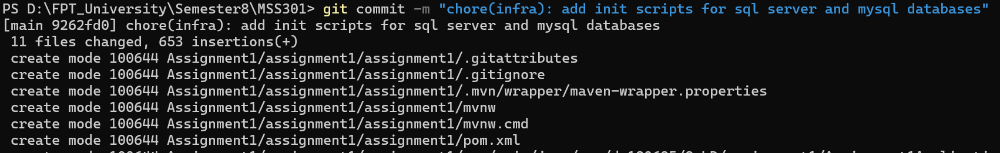 PS D:\FPT_University\Semester8\MSS301> git commit -m "chore(infra): add init scripts for sql server and mysql databases"
[main 9262fd0] chore(infra): add init scripts for sql server and mysql databases
 11 files changed, 653 insertions(+)
 create mode 100644 Assignment1/assignment1/assignment1/.gitattributes
 create mode 100644 Assignment1/assignment1/assignment1/.gitignore
 create mode 100644 Assignment1/assignment1/assignment1/.mvn/wrapper/maven-wrapper.properties
 create mode 100644 Assignment1/assignment1/assignment1/mvnw
 create mode 100644 Assignment1/assignment1/assignment1/mvnw.cmd
 create mode 100644 Assignment1/assignment1/assignment1/pom.xml